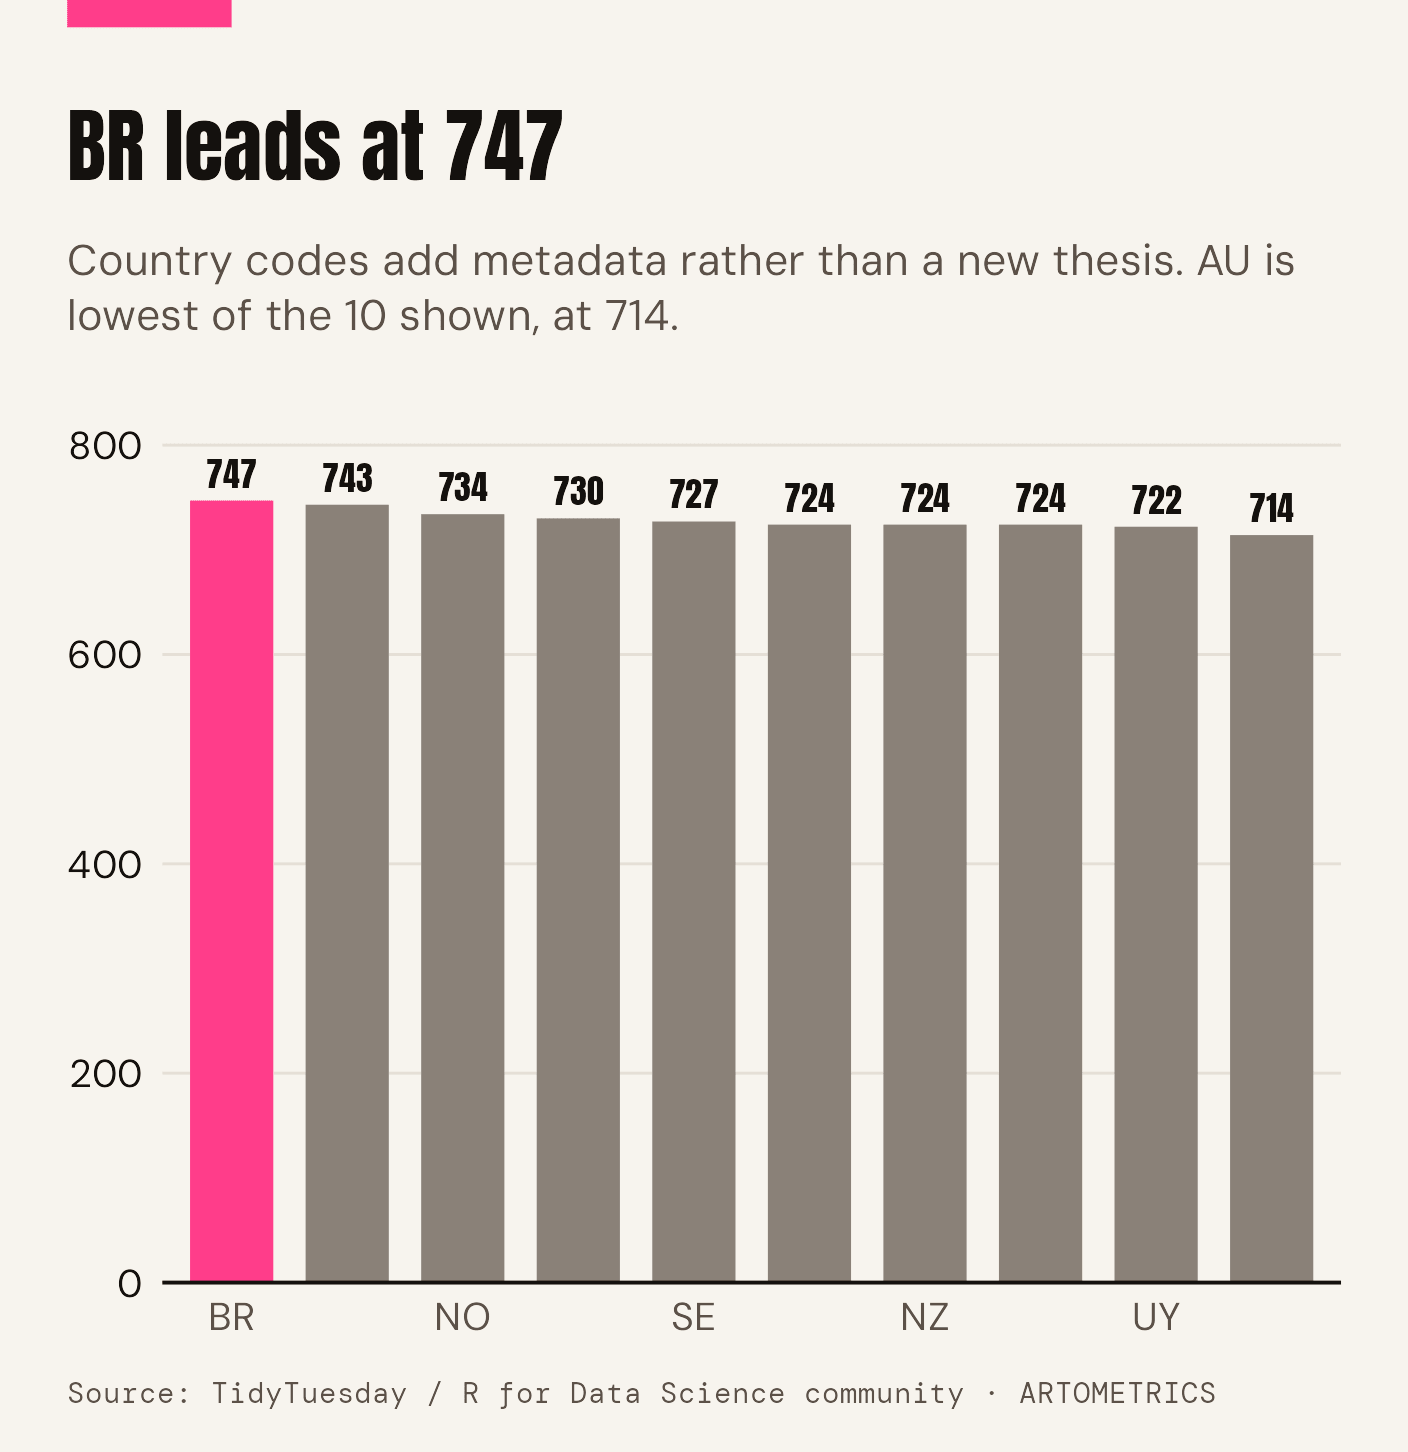 BR leads at 747
Country codes add metadata rather than a new thesis. AU is
lowest of the 10 shown, at 714.
800
747 743 734 730 727 724 724 724 722 714
600
400
200
0
BR NO SE NZ UY
Source: TidyTuesday / R for Data Science community · ARTOMETRICS